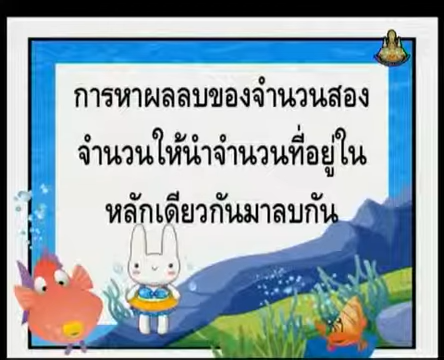 การหาผลลบของจำนวนสอง
จำนวนให้นำจำนวนที่อยู่ใน
หลักเดียวกันมาลบกัน